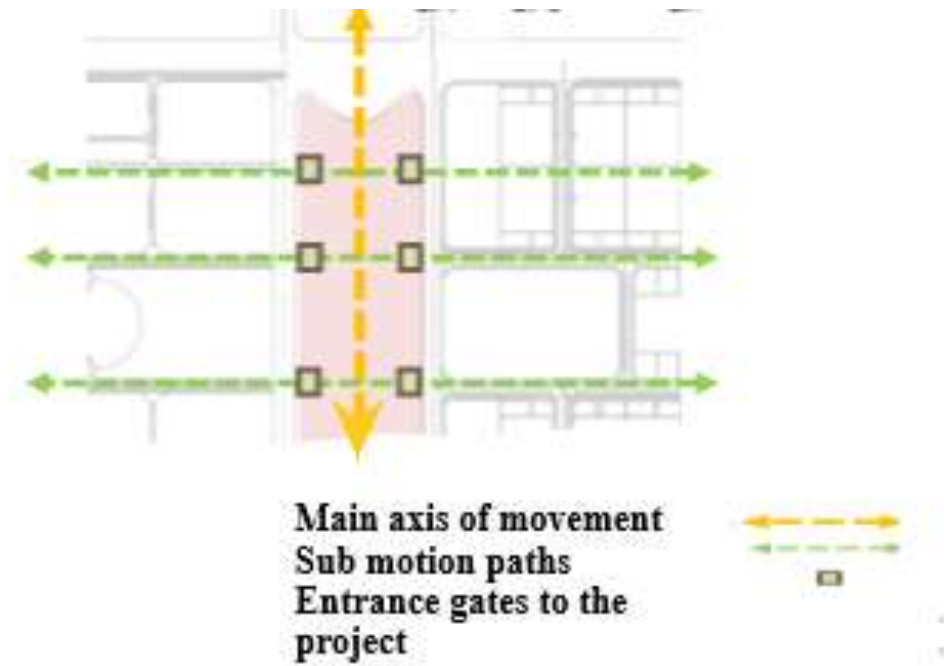 Main axis of movement
Sub motion paths
Entrance gates to the
project